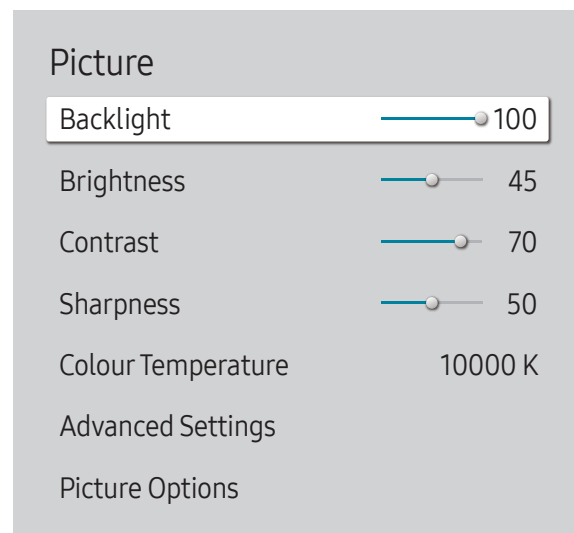 Picture
Backlight 100
Brightness 45
Contrast 70
Sharpness 50
Colour Temperature 10000 K
Advanced Settings
Picture Options